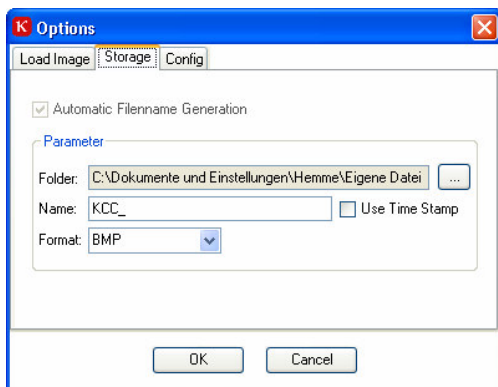 K Options
Load Image Storage Config
Automatic Filename Generation
Parameter
Folder: C:\Dokumente und Einstellungen\Hemme\Eigene Datei ...
Name: KCC_ Use Time Stamp
Format: BMP
OK Cancel